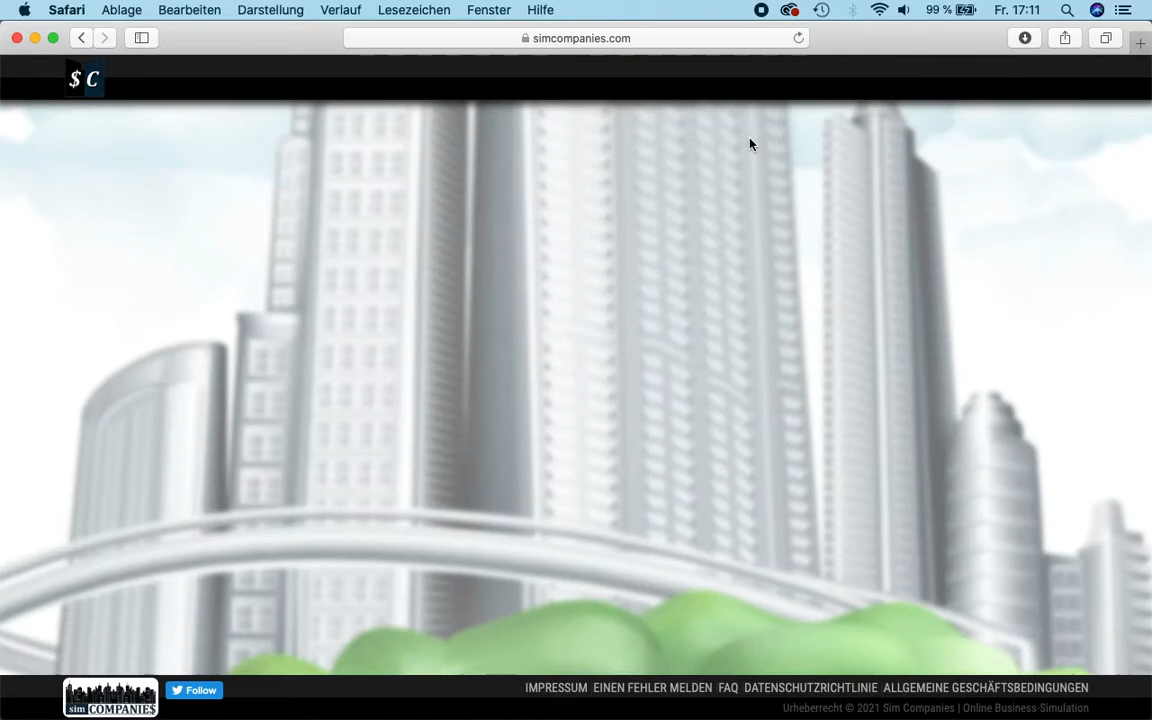 Safari Ablage Bearbeiten Darstellung Verlauf Lesezeichen Fenster Hilfe 99 % Fr. 17:11
simcompanies.com
$ C
sim COMPANIE$ Follow IMPRESSUM EINEN FEHLER MELDEN FAQ DATENSCHUTZRICHTLINIE ALLGEMEINE GESCHÄFTSBEDINGUNGEN
Urheberrecht © 2021 Sim Companies | Online Business-Simulation